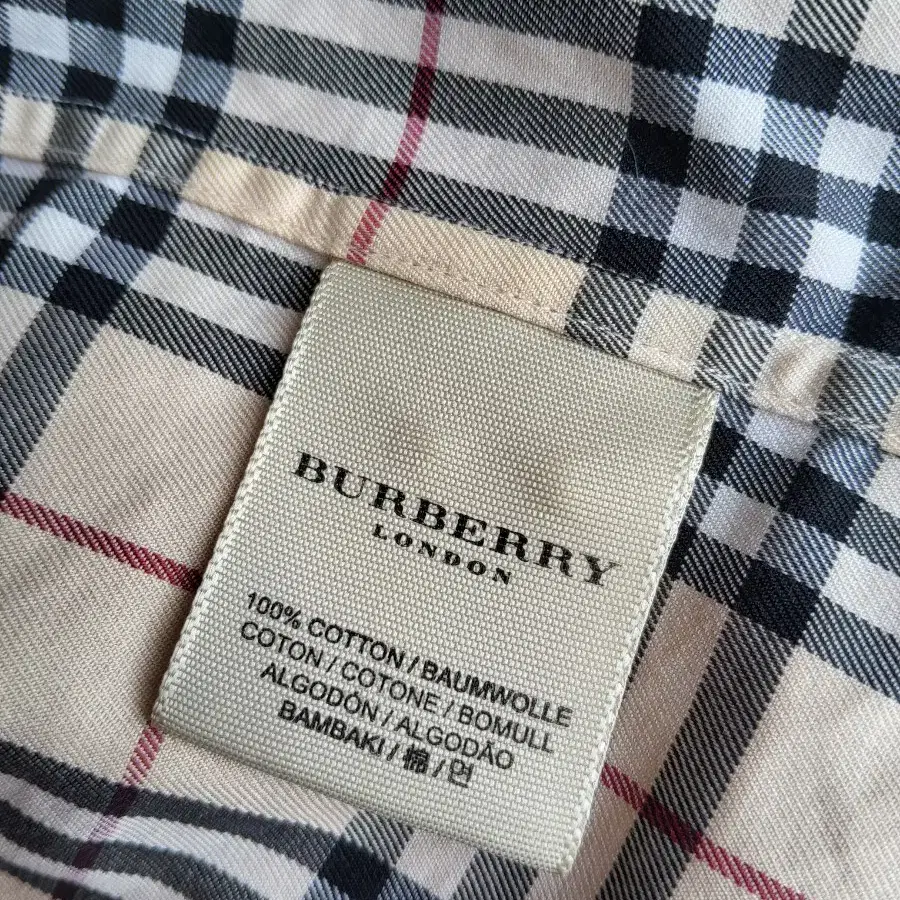 BURBERRY
LONDON
100% COTTON / BAUMWOLLE
COTON / COTONE / BOMULL
ALGODÓN / ALGODÃO
BAMBAKI / 棉 / 면